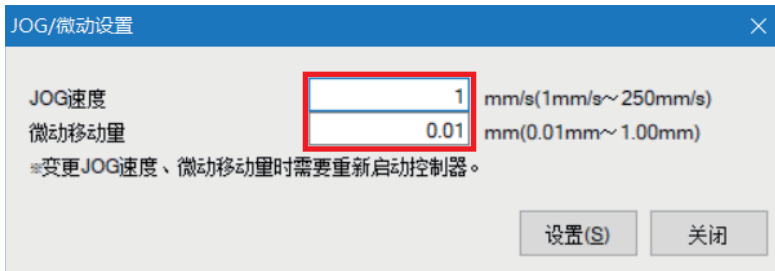 JOG/微动设置
JOG速度 1 mm/s(1mm/s～250mm/s)
微动移动量 0.01 mm(0.01mm～1.00mm)
※变更JOG速度、微动移动量时需要重新启动控制器。
设置(S) 关闭